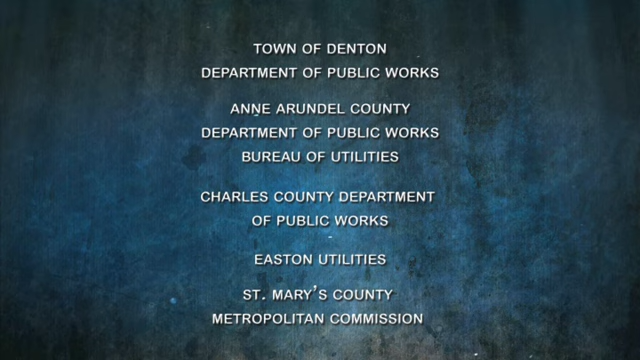 TOWN OF DENTON
DEPARTMENT OF PUBLIC WORKS
ANNE ARUNDEL COUNTY
DEPARTMENT OF PUBLIC WORKS
BUREAU OF UTILITIES
CHARLES COUNTY DEPARTMENT
OF PUBLIC WORKS
EASTON UTILITIES
ST. MARY'S COUNTY
METROPOLITAN COMMISSION